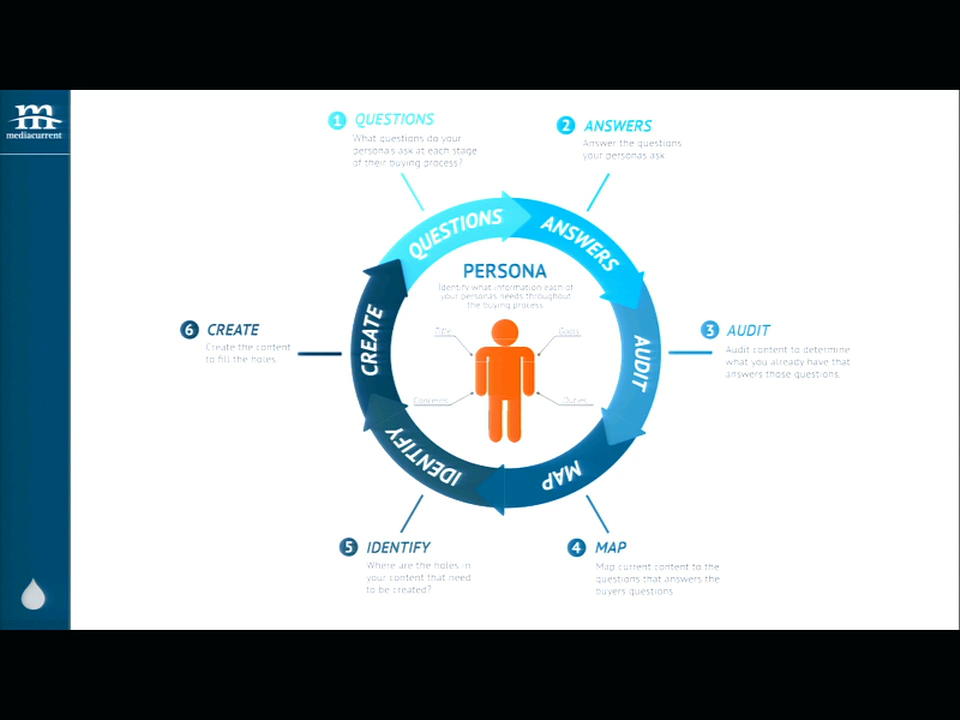 m
mediacurrent
1 QUESTIONS
What questions do your
personas ask at each stage
of their buying process?
2 ANSWERS
Answer the questions
your personas ask
QUESTIONS
ANSWERS
AUDIT
MAP
IDENTIFY
CREATE
PERSONA
Identify what information each of
your personas needs throughout
the buying process
Title
Goals
Concerns
Duties
3 AUDIT
Audit content to determine
what you already have that
answers those questions.
6 CREATE
Create the content
to fill the holes.
5 IDENTIFY
Where are the holes in
your content that need
to be created?
4 MAP
Map current content to the
questions that answers the
buyers questions